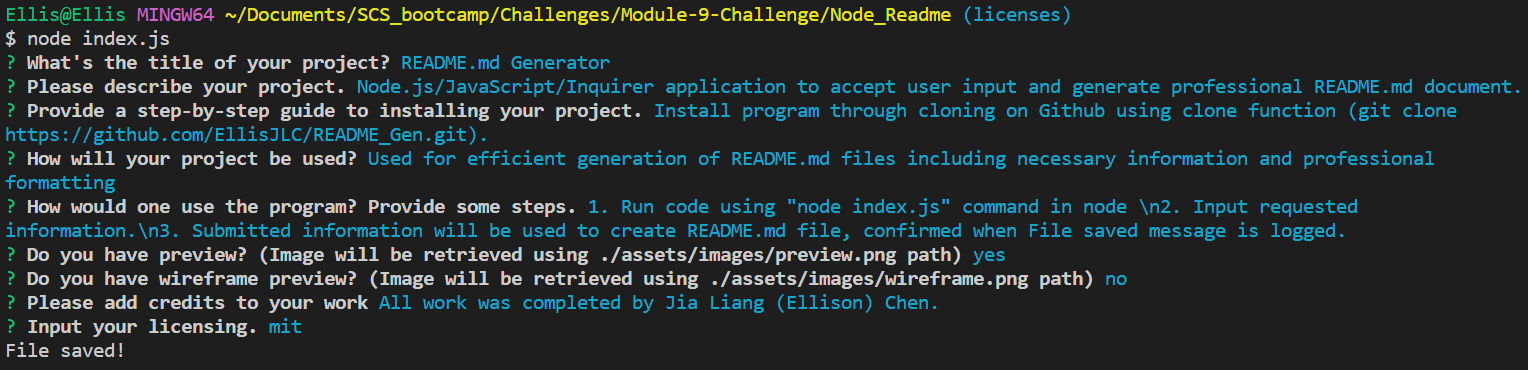 Ellis@Ellis MINGW64 ~/Documents/SCS_bootcamp/Challenges/Module-9-Challenge/Node_Readme (licenses)
$ node index.js
? What's the title of your project? README.md Generator
? Please describe your project. Node.js/JavaScript/Inquirer application to accept user input and generate professional README.md document.
? Provide a step-by-step guide to installing your project. Install program through cloning on Github using clone function (git clone
https://github.com/EllisJLC/README_Gen.git).
? How will your project be used? Used for efficient generation of README.md files including necessary information and professional
formatting
? How would one use the program? Provide some steps. 1. Run code using "node index.js" command in node \n2. Input requested
information.\n3. Submitted information will be used to create README.md file, confirmed when File saved message is logged.
? Do you have preview? (Image will be retrieved using ./assets/images/preview.png path) yes
? Do you have wireframe preview? (Image will be retrieved using ./assets/images/wireframe.png path) no
? Please add credits to your work All work was completed by Jia Liang (Ellison) Chen.
? Input your licensing. mit
File saved!